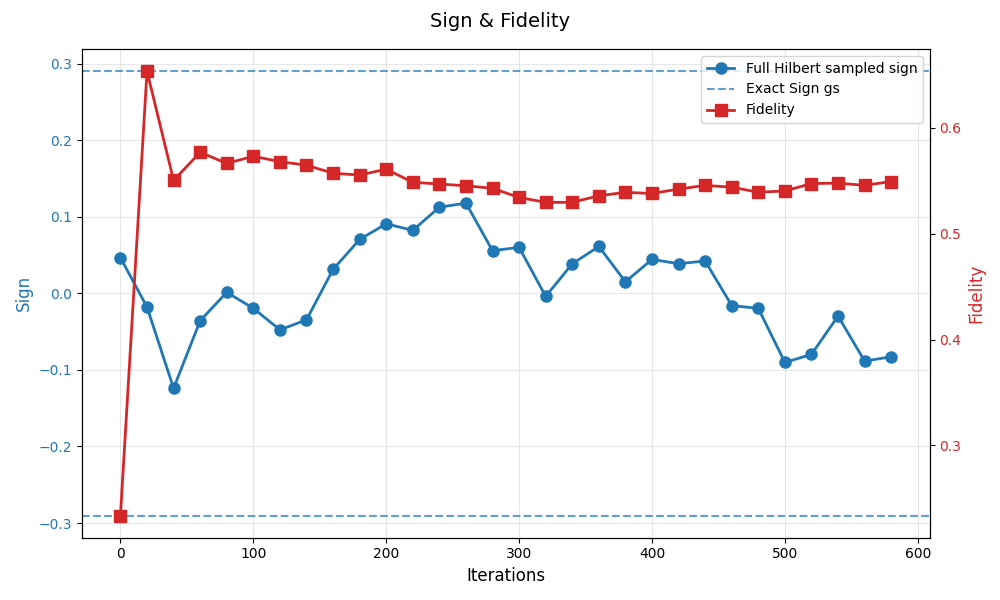 Sign & Fidelity
Full Hilbert sampled sign
Exact Sign gs
Fidelity
0.3
0.2
0.1
0.0
−0.1
−0.2
−0.3
Sign
0.6
0.5
0.4
0.3
Fidelity
0 100 200 300 400 500 600
Iterations